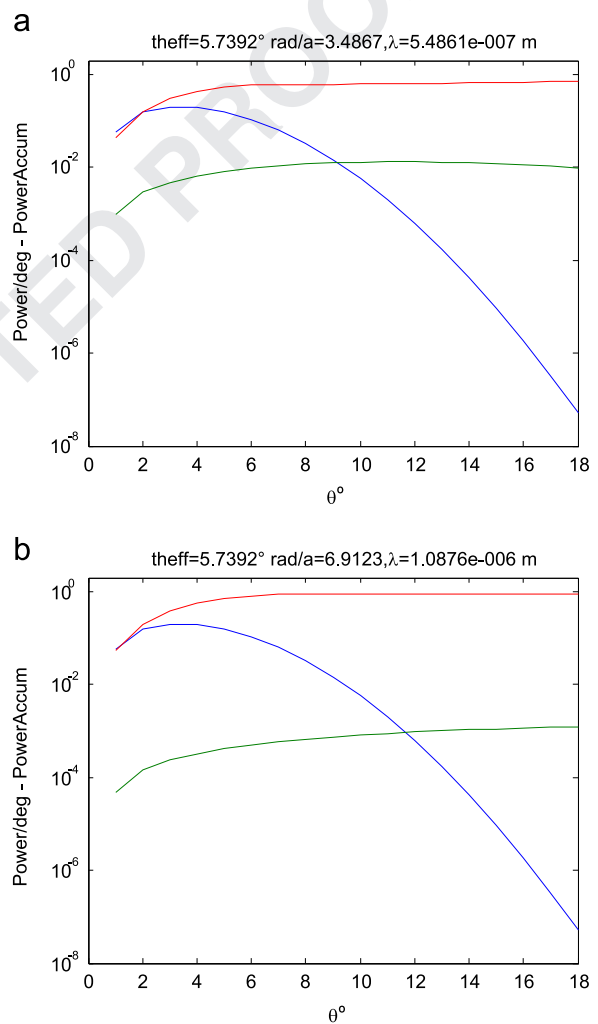 a
theff=5.7392° rad/a=3.4867,λ=5.4861e-007 m
Power/deg - PowerAccum
10^0
10^-2
10^-4
10^-6
10^-8
0 2 4 6 8 10 12 14 16 18
θ°
TED PROO
b
theff=5.7392° rad/a=6.9123,λ=1.0876e-006 m
Power/deg - PowerAccum
10^0
10^-2
10^-4
10^-6
10^-8
0 2 4 6 8 10 12 14 16 18
θ°